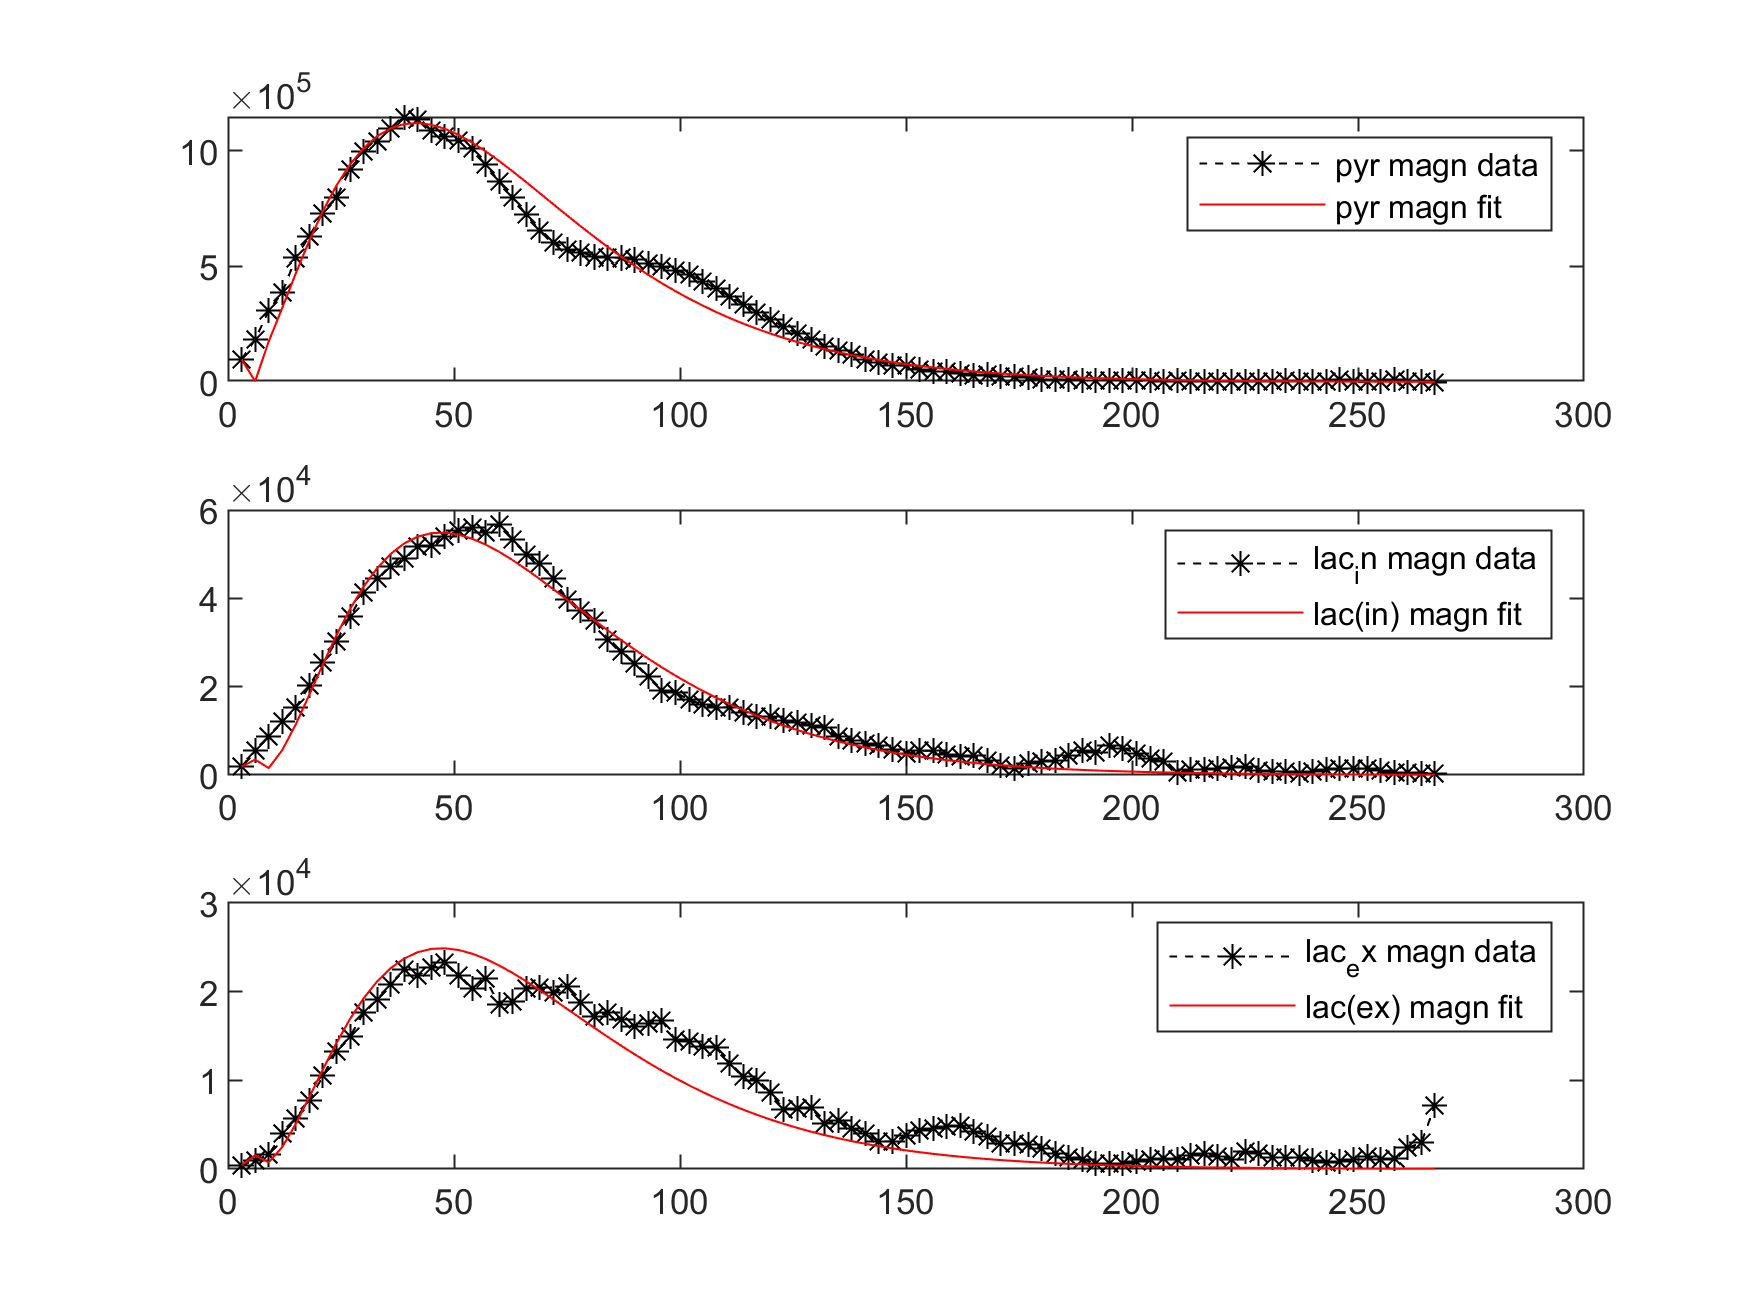 ×10^5
10
5
0
0 50 100 150 200 250 300
pyr magn data
pyr magn fit
×10^4
6
4
2
0
0 50 100 150 200 250 300
lac_in magn data
lac(in) magn fit
×10^4
3
2
1
0
0 50 100 150 200 250 300
lac_ex magn data
lac(ex) magn fit